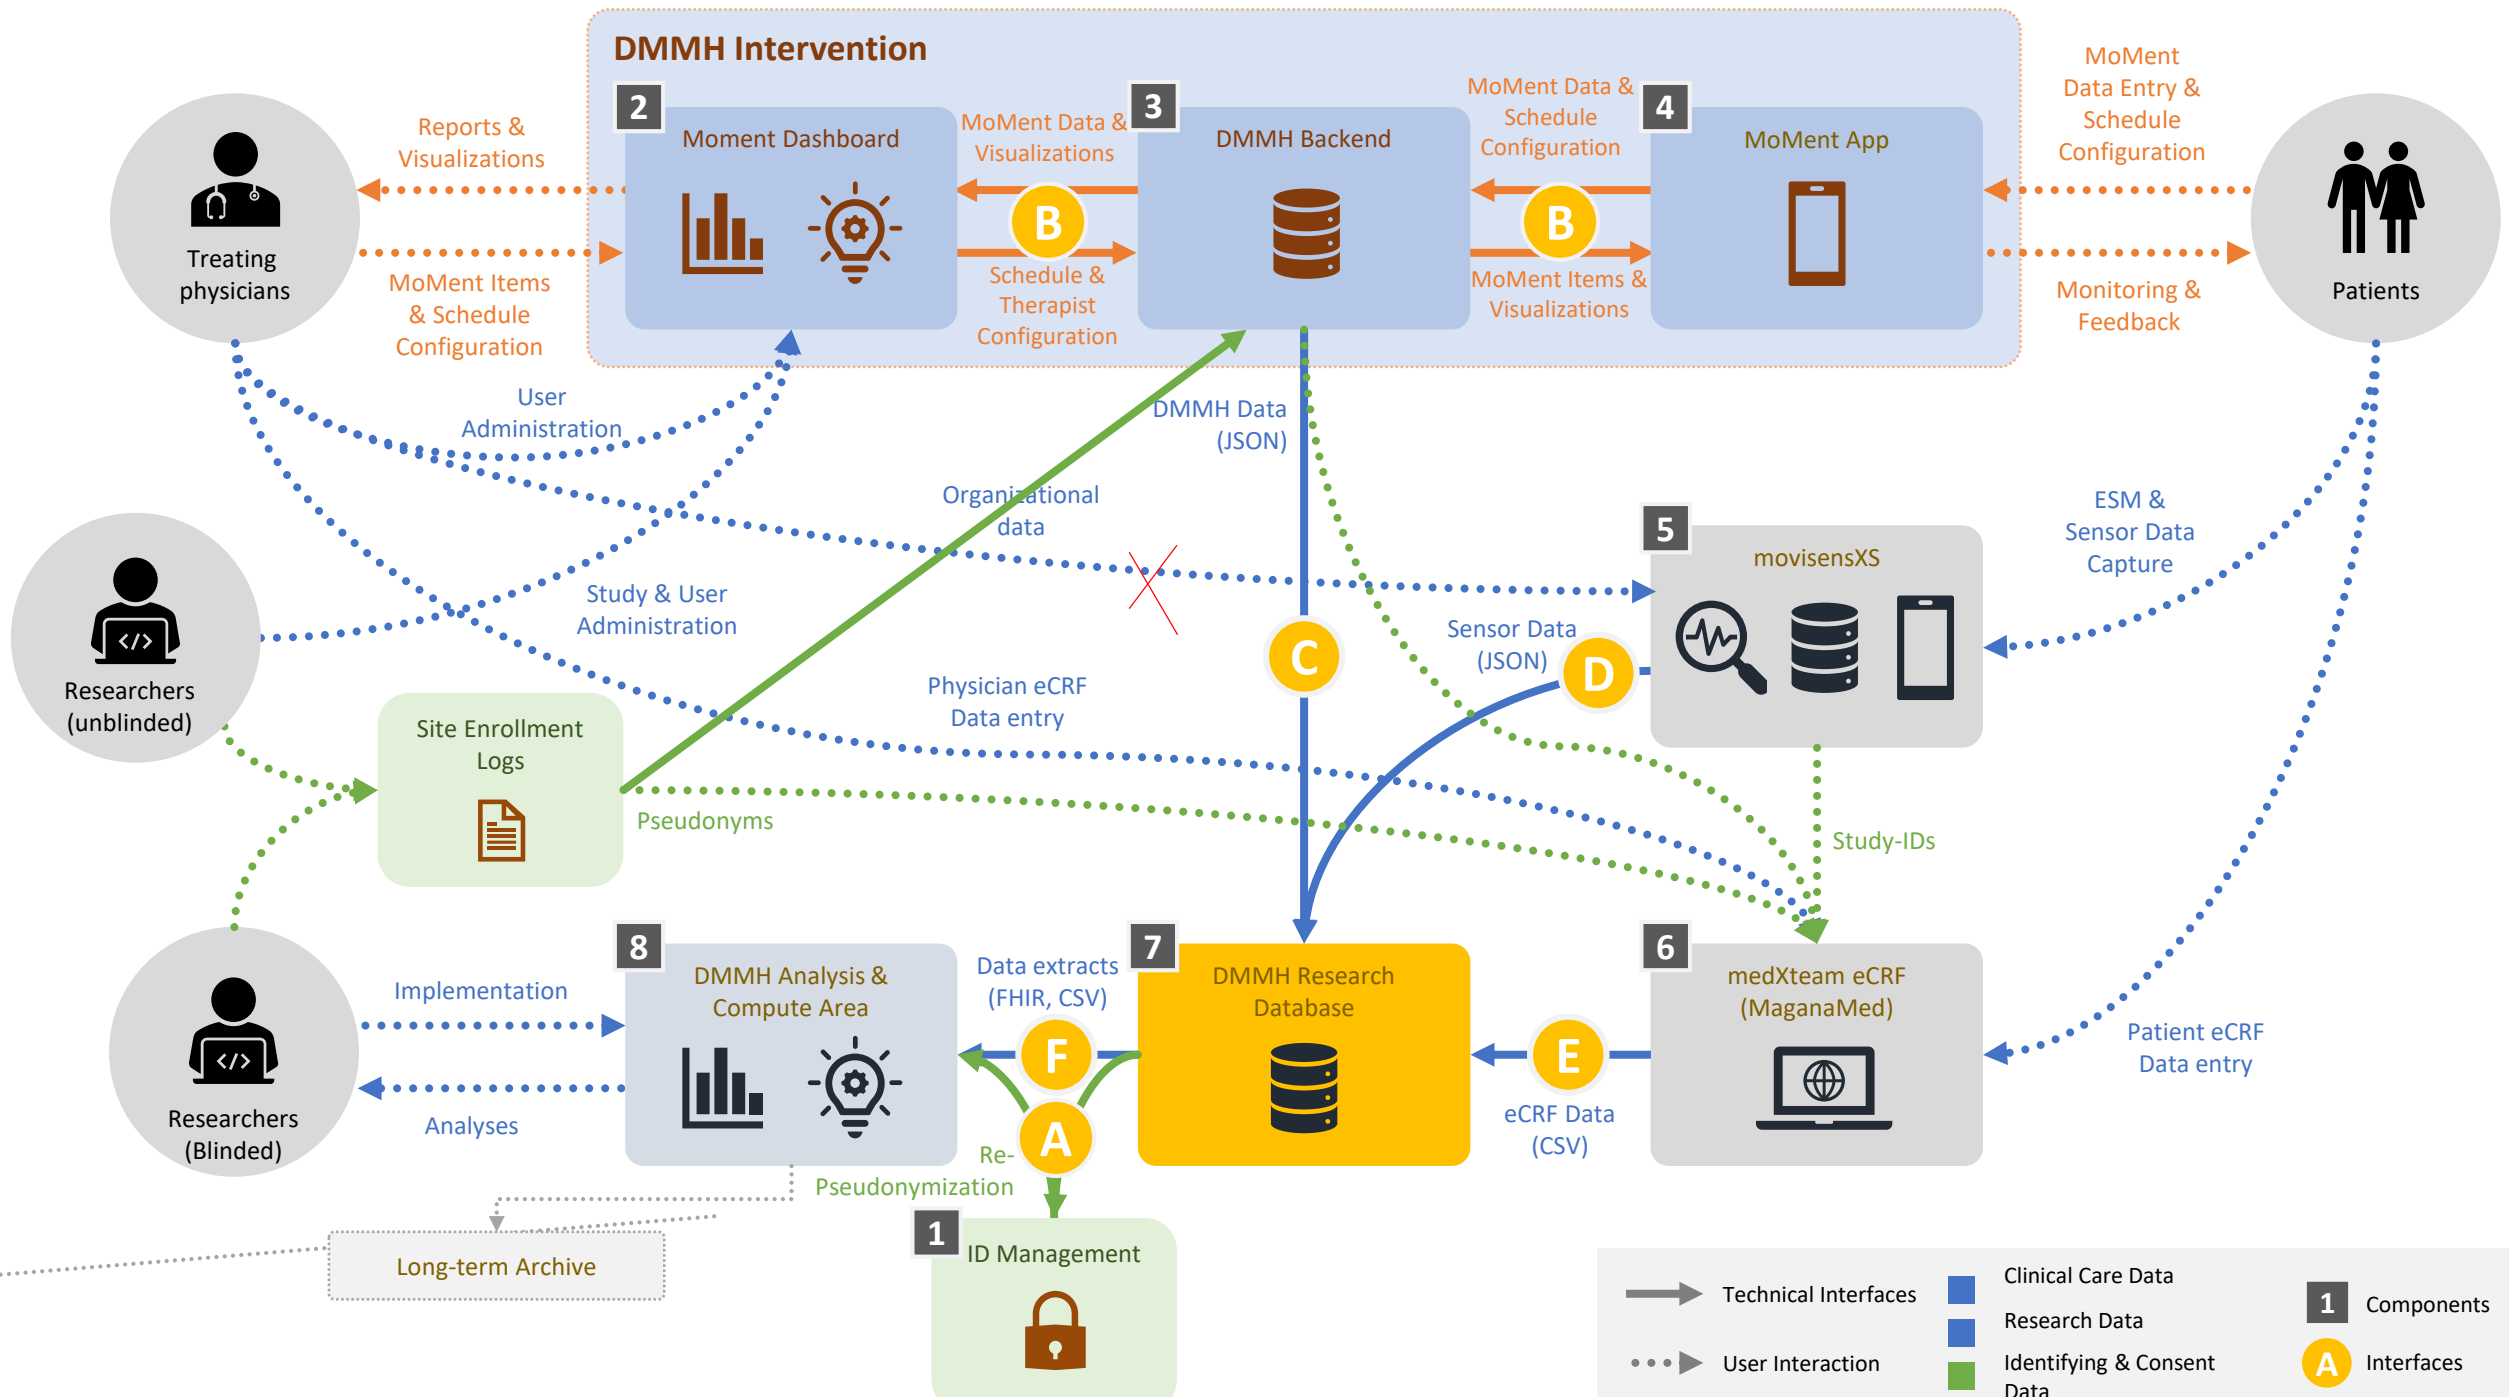 DMMH Intervention
2
Moment Dashboard
3
DMMH Backend
4
MoMent App
Reports &
Visualizations
MoMent Items
& Schedule
Configuration
Treating
physicians
MoMent Data &
Visualizations
B
Schedule &
Therapist
Configuration
MoMent Data &
Schedule
Configuration
B
MoMent Items &
Visualizations
MoMent
Data Entry &
Schedule
Configuration
Monitoring &
Feedback
Patients
User
Administration
DMMH Data
(JSON)
Organizational
data
ESM &
Sensor Data
Capture
5
movisensXS
Study & User
Administration
Researchers
(unblinded)
C
Sensor Data
(JSON)
D
Physician eCRF
Data entry
Site Enrollment
Logs
Pseudonyms
Study-IDs
8
DMMH Analysis &
Compute Area
Data extracts
(FHIR, CSV)
F
7
DMMH Research
Database
E
eCRF Data
(CSV)
6
medXteam eCRF
(MaganaMed)
Patient eCRF
Data entry
Implementation
Analyses
Researchers
(Blinded)
A
Re-
Pseudonymization
1
ID Management
Long-term Archive
Technical Interfaces
User Interaction
Clinical Care Data
Research Data
Identifying & Consent
Data
1
Components
A
Interfaces